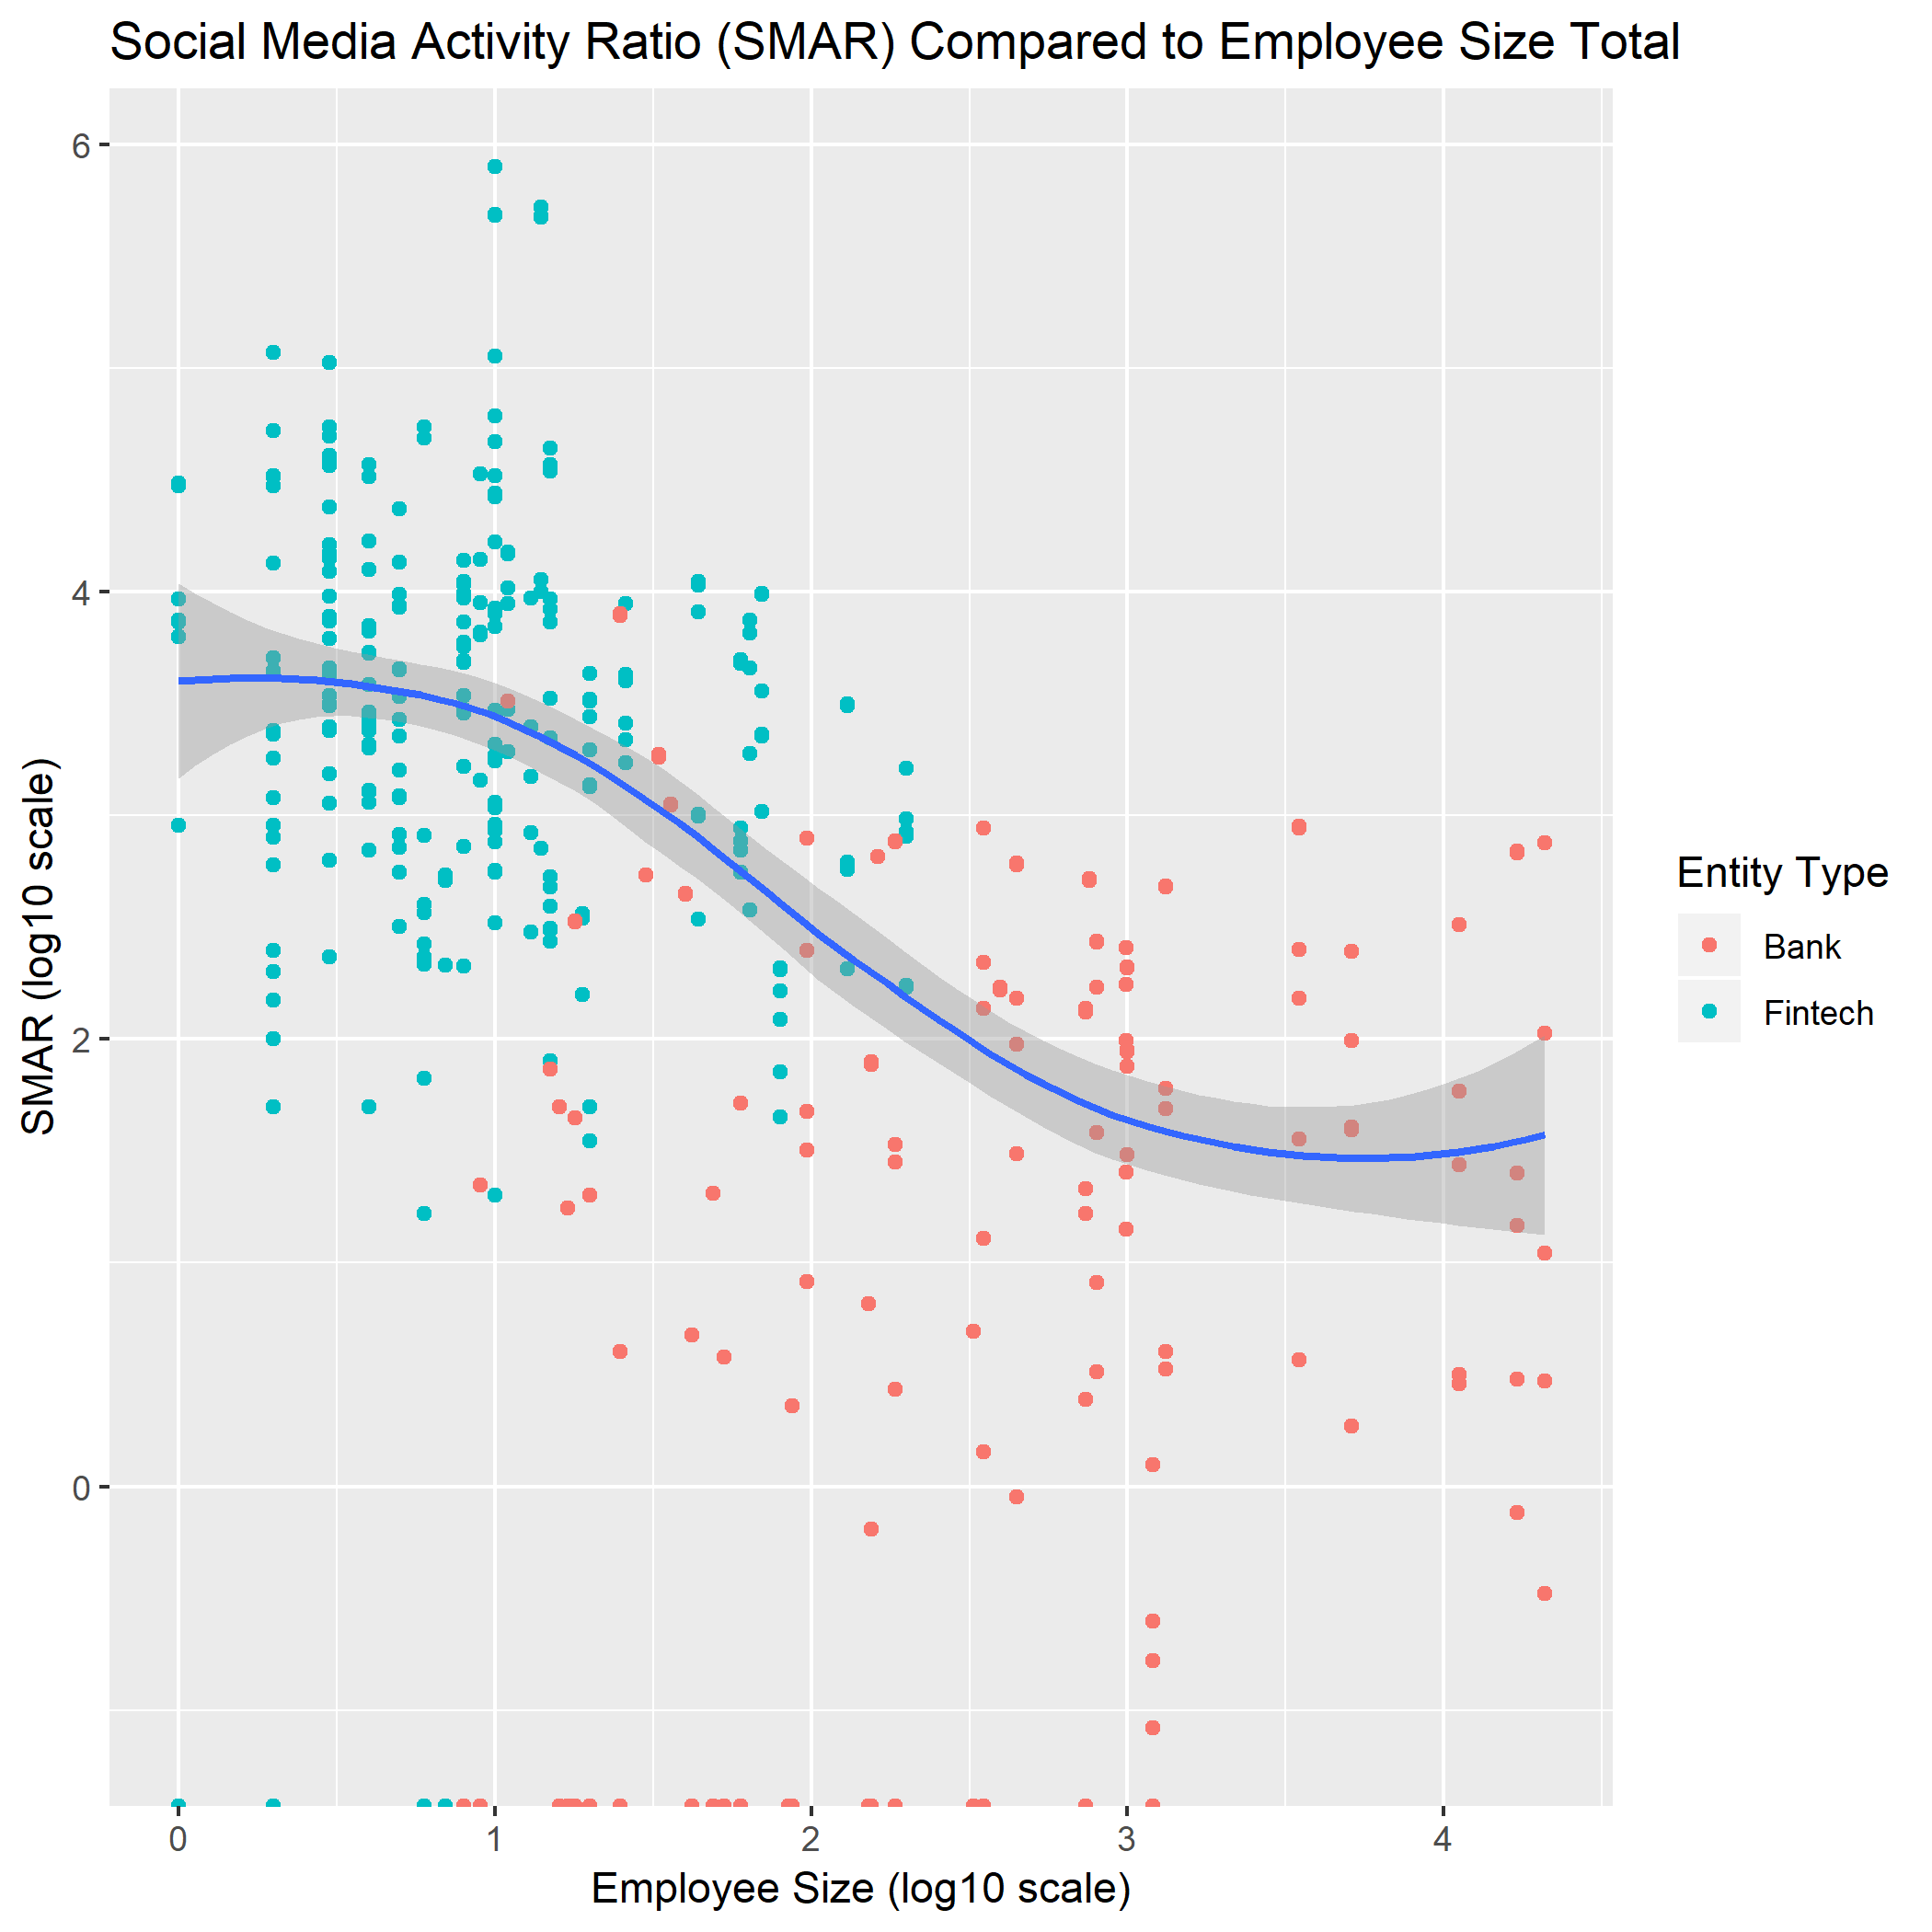 Social Media Activity Ratio (SMAR) Compared to Employee Size Total
SMAR (log10 scale)
6
4
2
0
0 1 2 3 4
Employee Size (log10 scale)
Entity Type
Bank
Fintech